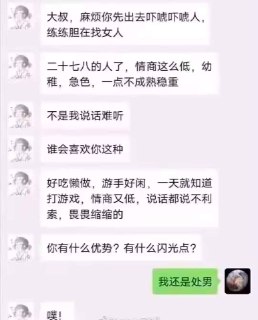 大叔，麻烦你先出去吓唬吓唬人，
练练胆在找女人
二十七八的人了，情商这么低，幼
稚，急色，一点不成熟稳重
不是我说话难听
谁会喜欢你这种
好吃懒做，游手好闲，一天就知道
打游戏，情商又低，说话都说不利
索，畏畏缩缩的
你有什么优势？有什么闪光点？
我还是处男
噗！